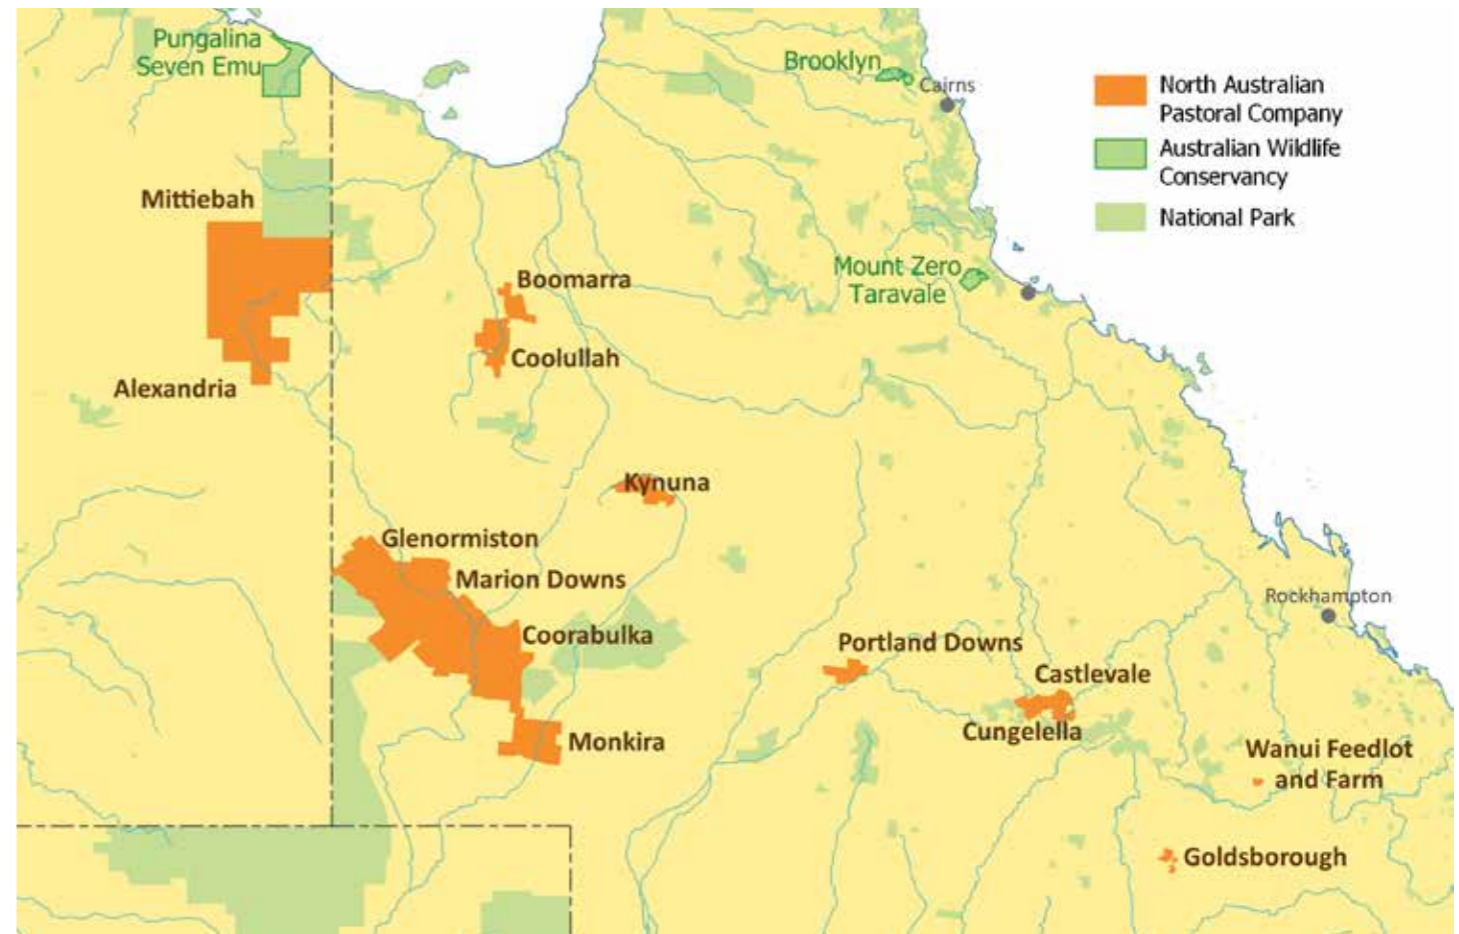 Pungalina
Seven Emu
Brooklyn
Cairns
North Australian
Pastoral Company
Australian Wildlife
Conservancy
National Park
Mittiebah
Mount Zero
Taravale
Boomarra
Coolullah
Alexandria
Kynuna
Glenormiston
Marion Downs
Rockhampton
Coorabulka
Portland Downs
Castlevale
Cungelella
Monkira
Wanui Feedlot
and Farm
Goldsborough